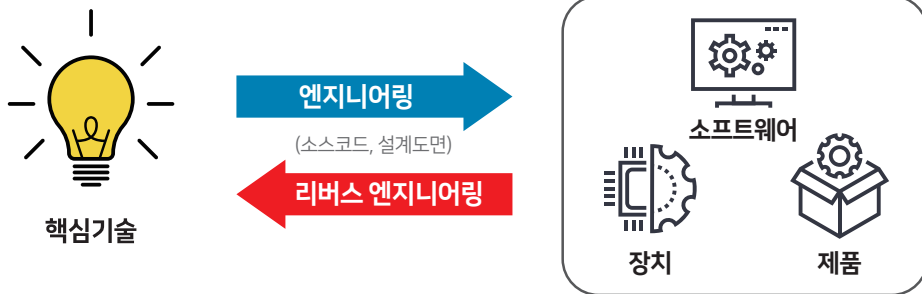 엔지니어링
(소스코드, 설계도면)
리버스 엔지니어링
핵심기술
소프트웨어
장치
제품